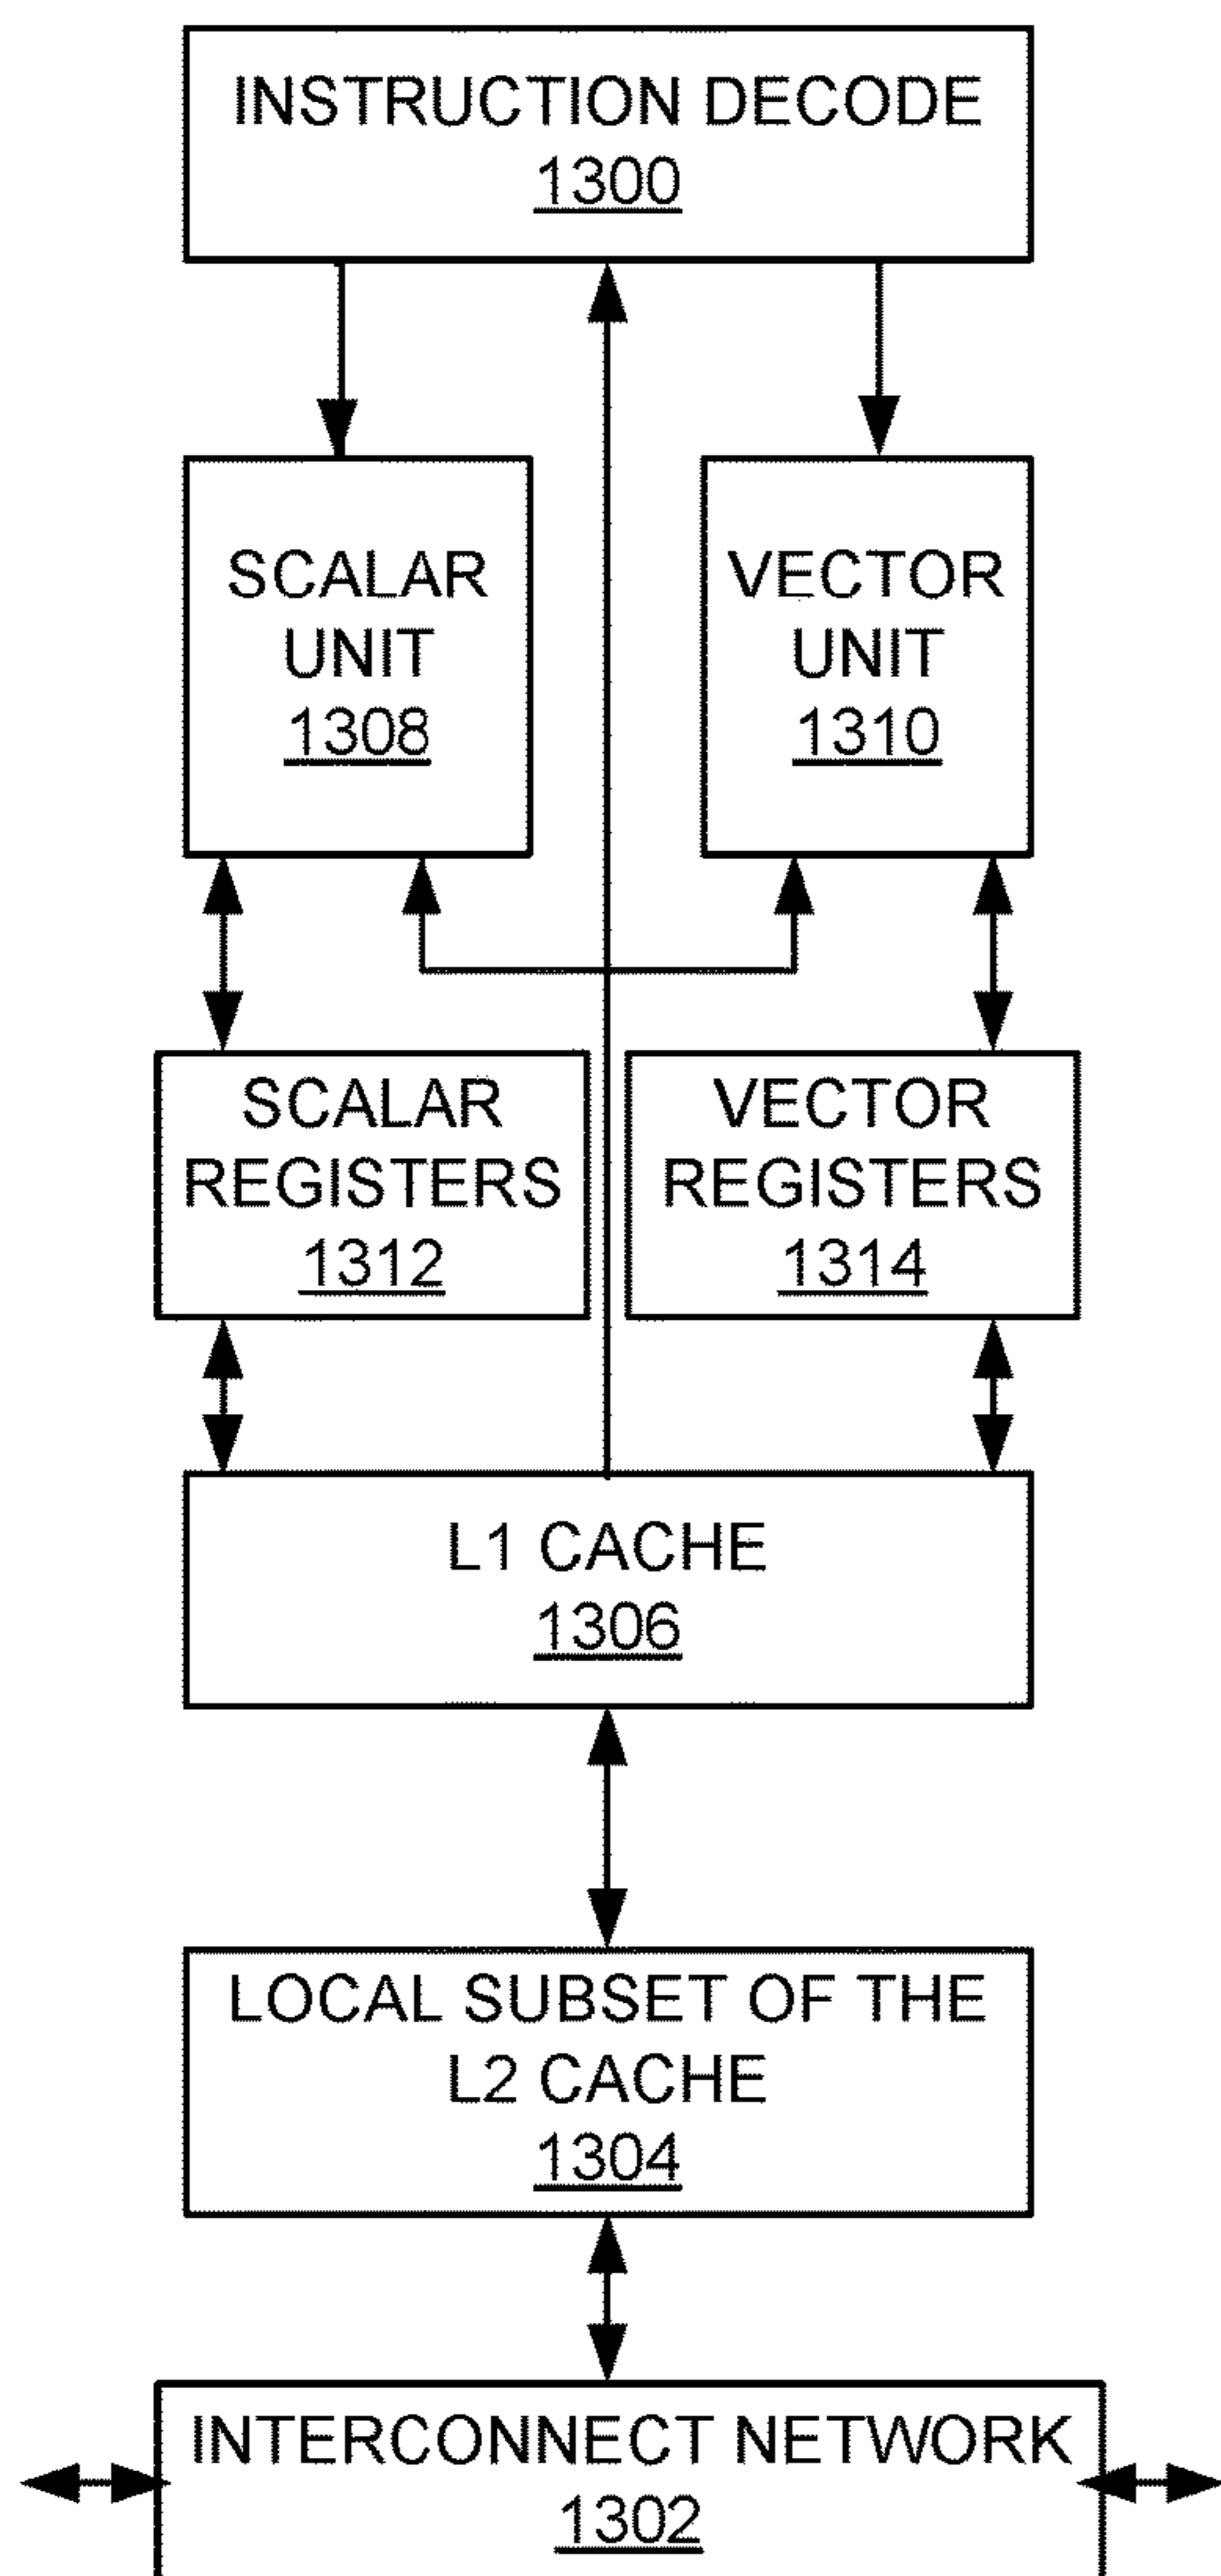 INSTRUCTION DECODE
1300
SCALAR
UNIT
1308
VECTOR
UNIT
1310
SCALAR
REGISTERS
1312
VECTOR
REGISTERS
1314
L1 CACHE
1306
LOCAL SUBSET OF THE
L2 CACHE
1304
INTERCONNECT NETWORK
1302